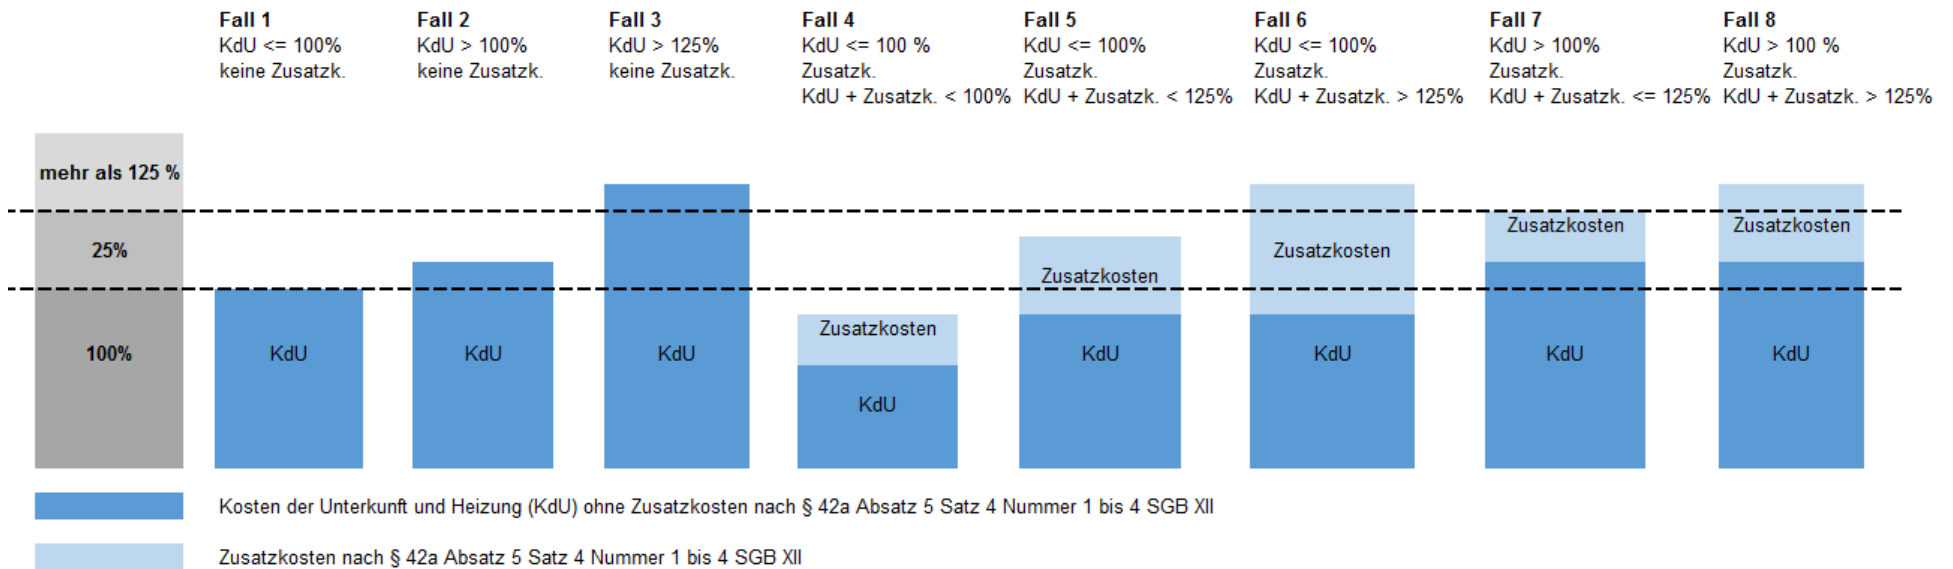 Fall 1
KdU <= 100%
keine Zusatzk.
Fall 2
KdU > 100%
keine Zusatzk.
Fall 3
KdU > 125%
keine Zusatzk.
Fall 4
KdU <= 100 %
Zusatzk.
KdU + Zusatzk. < 100%
Fall 5
KdU <= 100%
Zusatzk.
KdU + Zusatzk. < 125%
Fall 6
KdU <= 100%
Zusatzk.
KdU + Zusatzk. > 125%
Fall 7
KdU > 100%
Zusatzk.
KdU + Zusatzk. <= 125%
Fall 8
KdU > 100 %
Zusatzk.
KdU + Zusatzk. > 125%
mehr als 125 %
25%
100%
KdU
KdU
KdU
Zusatzkosten
KdU
Zusatzkosten
KdU
Zusatzkosten
KdU
Zusatzkosten
KdU
Zusatzkosten
KdU
Kosten der Unterkunft und Heizung (KdU) ohne Zusatzkosten nach § 42a Absatz 5 Satz 4 Nummer 1 bis 4 SGB XII
Zusatzkosten nach § 42a Absatz 5 Satz 4 Nummer 1 bis 4 SGB XII